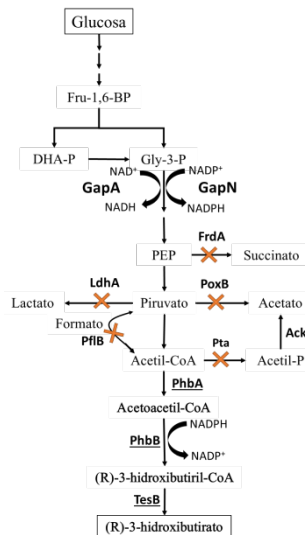 Glucosa
Fru-1,6-BP
DHA-P
Gly-3-P
NAD⁺
NADP⁺
GapA
GapN
NADH
NADPH
FrdA
PEP
Succinato
LdhA
PoxB
Lactato
Piruvato
Acetato
Formato
PflB
Pta
Ack
Acetil-CoA
Acetil-P
PhbA
Acetoacetil-CoA
NADPH
PhbB
NADP⁺
(R)-3-hidroxibutiril-CoA
TesB
(R)-3-hidroxibutirato